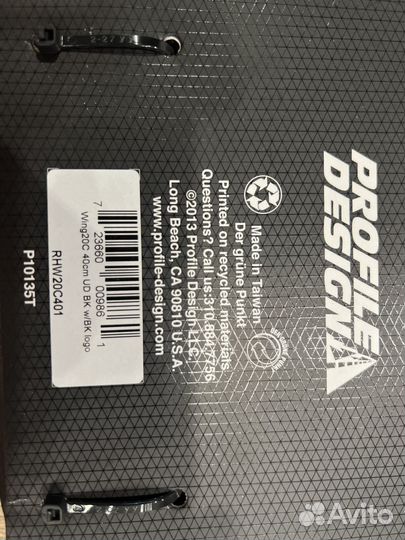 PROFILE
DESIGN
Made in Taiwan
Der grüne Punkt
Printed on recycled materials.
Questions? Call us:310.884.7756
©2013 Profile Design LLC.
Long Beach, CA 90810 U.S.A.
www.profile-design.com
7 23660 00986 1
Wing20C 40cm UD BK w/BK logo
RHW20C401
P10135T
Avito